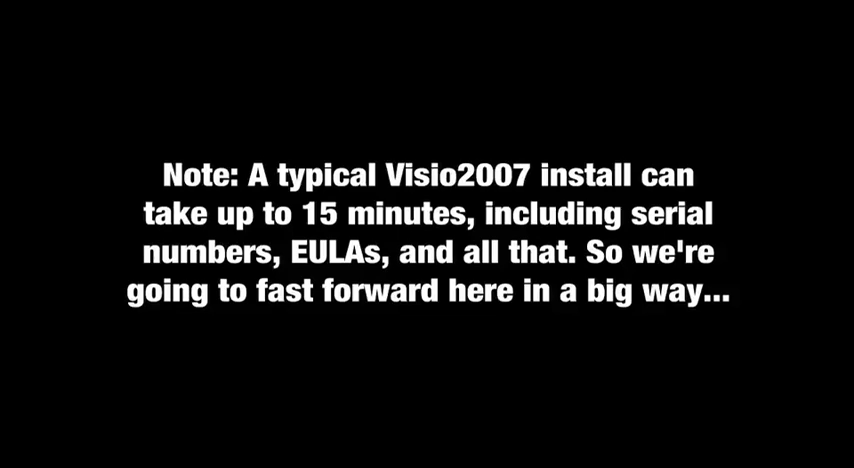 Note: A typical Visio2007 install can
take up to 15 minutes, including serial
numbers, EULAs, and all that. So we're
going to fast forward here in a big way...